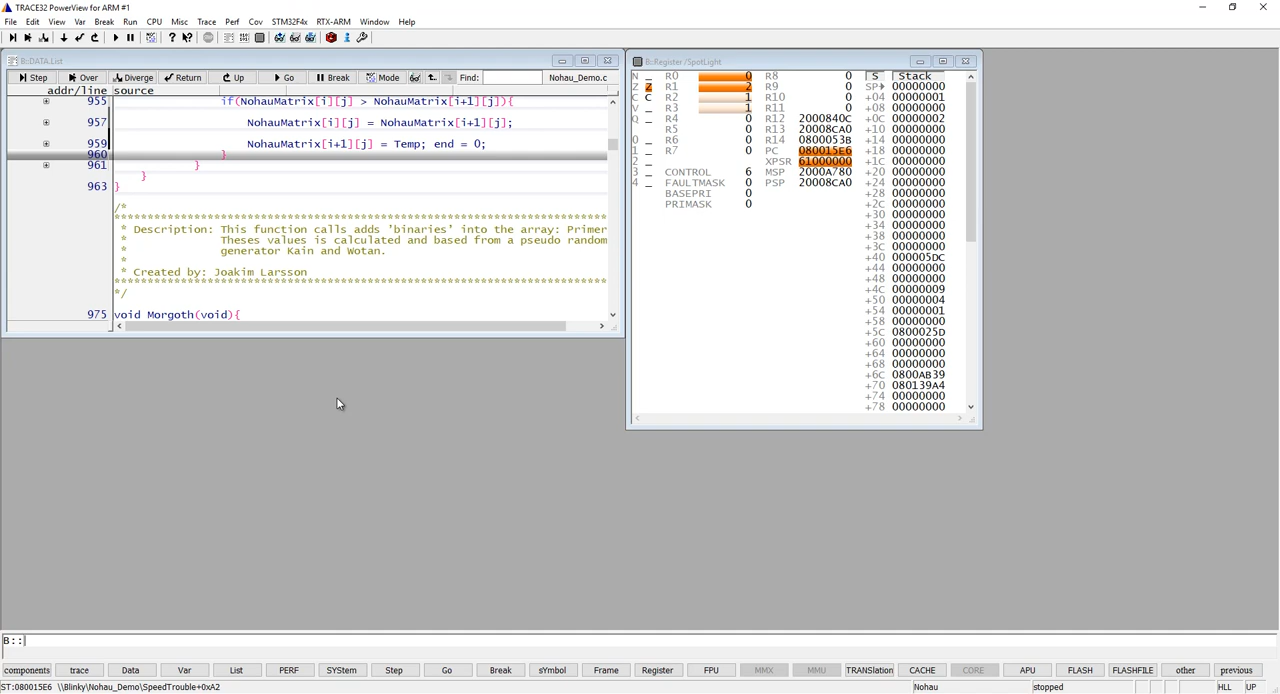 TRACE32 PowerView for ARM #1
File Edit View Var Break Run CPU Misc Trace Perf Cov STM32F4x RTX-ARM Window Help
B::DATA.List
Step Over Diverge Return Up Go Break Mode Find: Nohau_Demo.c
addr/line source
955 if(NohauMatrix[i][j] > NohauMatrix[i+1][j]){
957 NohauMatrix[i][j] = NohauMatrix[i+1][j];
959 NohauMatrix[i+1][j] = Temp; end = 0;
960 }
961 }
}
963 }
/*
* Description: This function calls adds 'binaries' into the array: Primer
* Theses values is calculated and based from a pseudo random
* generator Kain and Wotan.
*
* Created by: Joakim Larsson
*/
975 void Morgoth(void){
B::Register /SpotLight
N _ R0 0 R8 0 S Stack
Z Z R1 2 R9 0 SP> 00000000
C C R2 1 R10 0 +04 00000001
V _ R3 1 R11 0 +08 00000000
Q _ R4 0 R12 2000840C +0C 00000002
R5 0 R13 20008CA0 +10 00000000
0 _ R6 0 R14 0800053B +14 00000000
1 _ R7 0 PC 080015E6 +18 00000000
2 _ XPSR 61000000 +1C 00000000
3 _ CONTROL 6 MSP 2000A780 +20 00000000
4 _ FAULTMASK 0 PSP 20008CA0 +24 00000000
BASEPRI 0 +28 00000000
PRIMASK 0 +2C 00000000
+30 00000000
+34 00000000
+38 00000000
+3C 00000000
+40 000005DC
+44 00000000
+48 00000000
+4C 00000009
+50 00000004
+54 00000001
+58 00000000
+5C 0800025D
+60 00000000
+64 00000000
+68 00000000
+6C 0800AB39
+70 080139A4
+74 00000000
+78 00000000
B::
components trace Data Var List PERF SYStem Step Go Break sYmbol Frame Register FPU MMX MMU TRANSlation CACHE CORE APU FLASH FLASHFILE other previous
ST:080015E6 \\Blinky\Nohau_Demo\SpeedTrouble+0xA2 Nohau stopped HLL UP